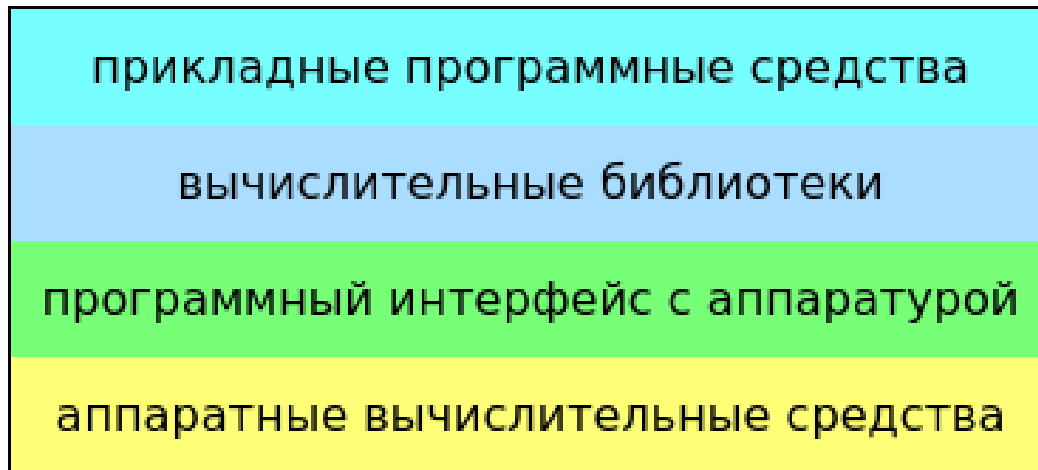 прикладные программные средства
вычислительные библиотеки
программный интерфейс с аппаратурой
аппаратные вычислительные средства